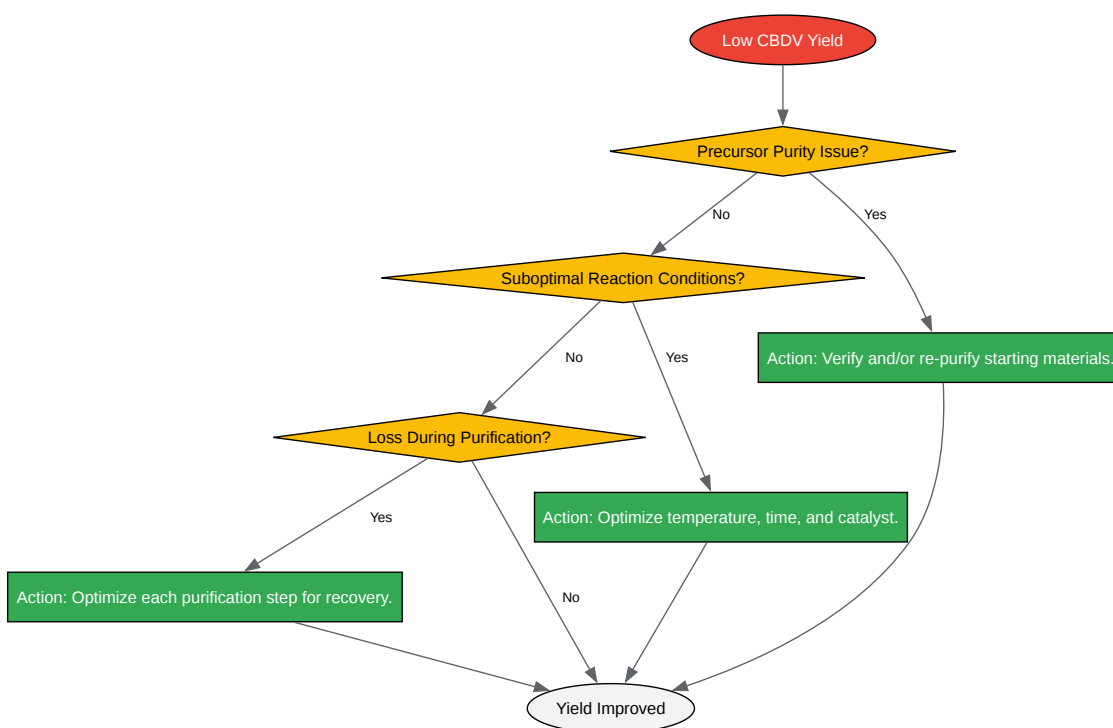 Low CBDV Yield
Precursor Purity Issue?
No
Yes
Suboptimal Reaction Conditions?
No
Yes
Action: Verify and/or re-purify starting materials.
Loss During Purification?
Yes
No
Action: Optimize temperature, time, and catalyst.
Action: Optimize each purification step for recovery.
Yield Improved